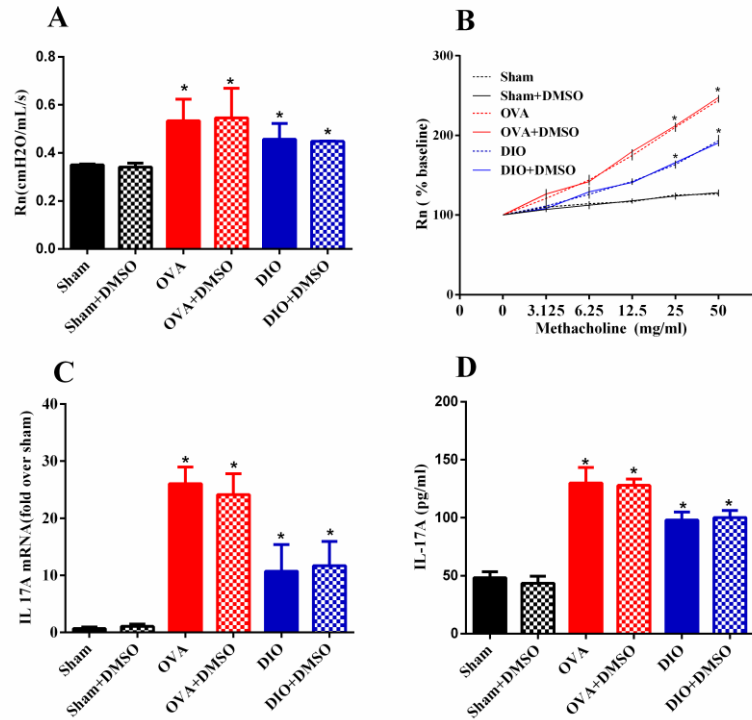 A
Rn(cmH2O/mL/s)
0.8
0.6
0.4
0.2
0.0
* * * *
Sham
Sham+DMSO
OVA
OVA+DMSO
DIO
DIO+DMSO
B
Rn ( % baseline)
300
200
100
0
Sham
Sham+DMSO
OVA
OVA+DMSO
DIO
DIO+DMSO
* *
* *
0 0 3.125 6.25 12.5 25 50
Methacholine (mg/ml)
C
IL 17A mRNA(fold over sham)
40
30
20
10
0
* * * *
Sham
Sham+DMSO
OVA
OVA+DMSO
DIO
DIO+DMSO
D
IL-17A (pg/ml)
200
150
100
50
0
* * * *
Sham
Sham+DMSO
OVA
OVA+DMSO
DIO
DIO+DMSO